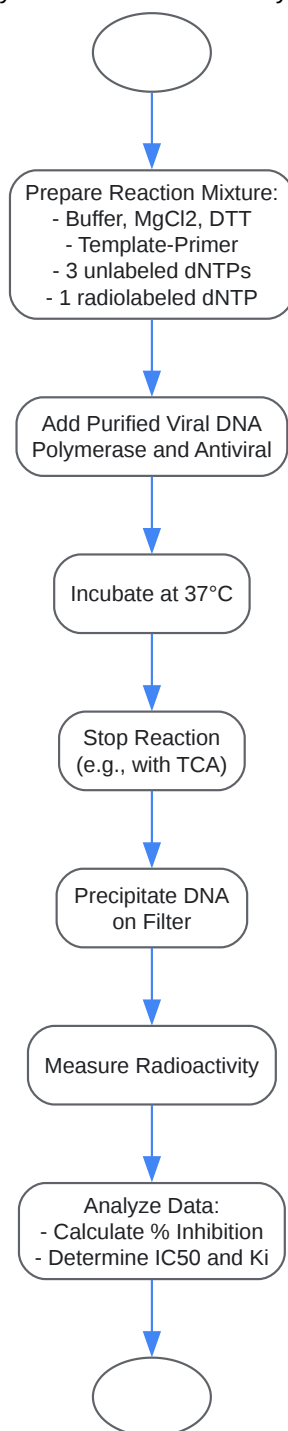 Prepare Reaction Mixture:
- Buffer, MgCl2, DTT
- Template-Primer
- 3 unlabeled dNTPs
- 1 radiolabeled dNTP
Add Purified Viral DNA
Polymerase and Antiviral
Incubate at 37°C
Stop Reaction
(e.g., with TCA)
Precipitate DNA
on Filter
Measure Radioactivity
Analyze Data:
- Calculate % Inhibition
- Determine IC50 and Ki